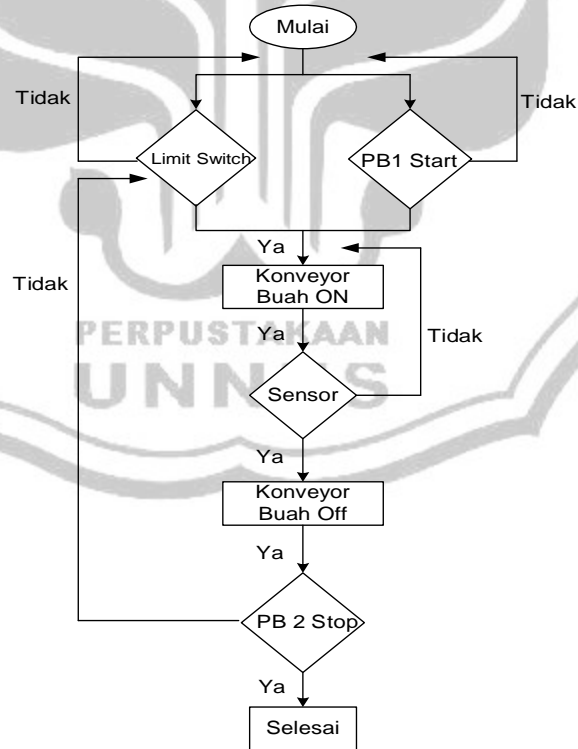 Mulai
Tidak
Tidak
Limit Switch
PB1 Start
Ya
Konveyor
Buah ON
Tidak
PERPUSTAKAAN
UNNES
Ya
Tidak
Sensor
Ya
Konveyor
Buah Off
Ya
PB 2 Stop
Ya
Selesai